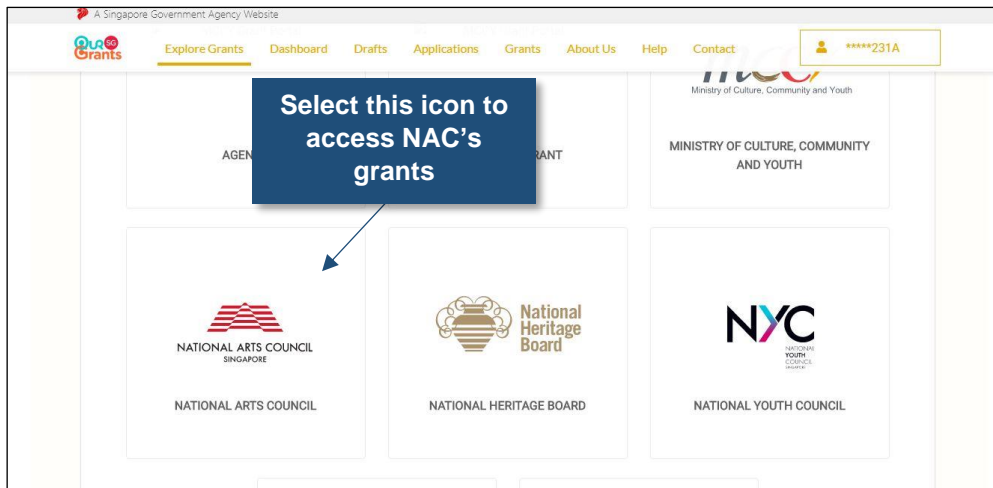 A Singapore Government Agency Website
OUR SG
Grants
Explore Grants Dashboard Drafts Applications Grants About Us Help Contact *****231A
Ministry of Culture, Community and Youth
Select this icon to
access NAC's
grants
MINISTRY OF CULTURE, COMMUNITY
AND YOUTH
NATIONAL ARTS COUNCIL
SINGAPORE
NATIONAL ARTS COUNCIL
National
Heritage
Board
NATIONAL HERITAGE BOARD
NYC
NATIONAL
YOUTH
COUNCIL
NATIONAL YOUTH COUNCIL